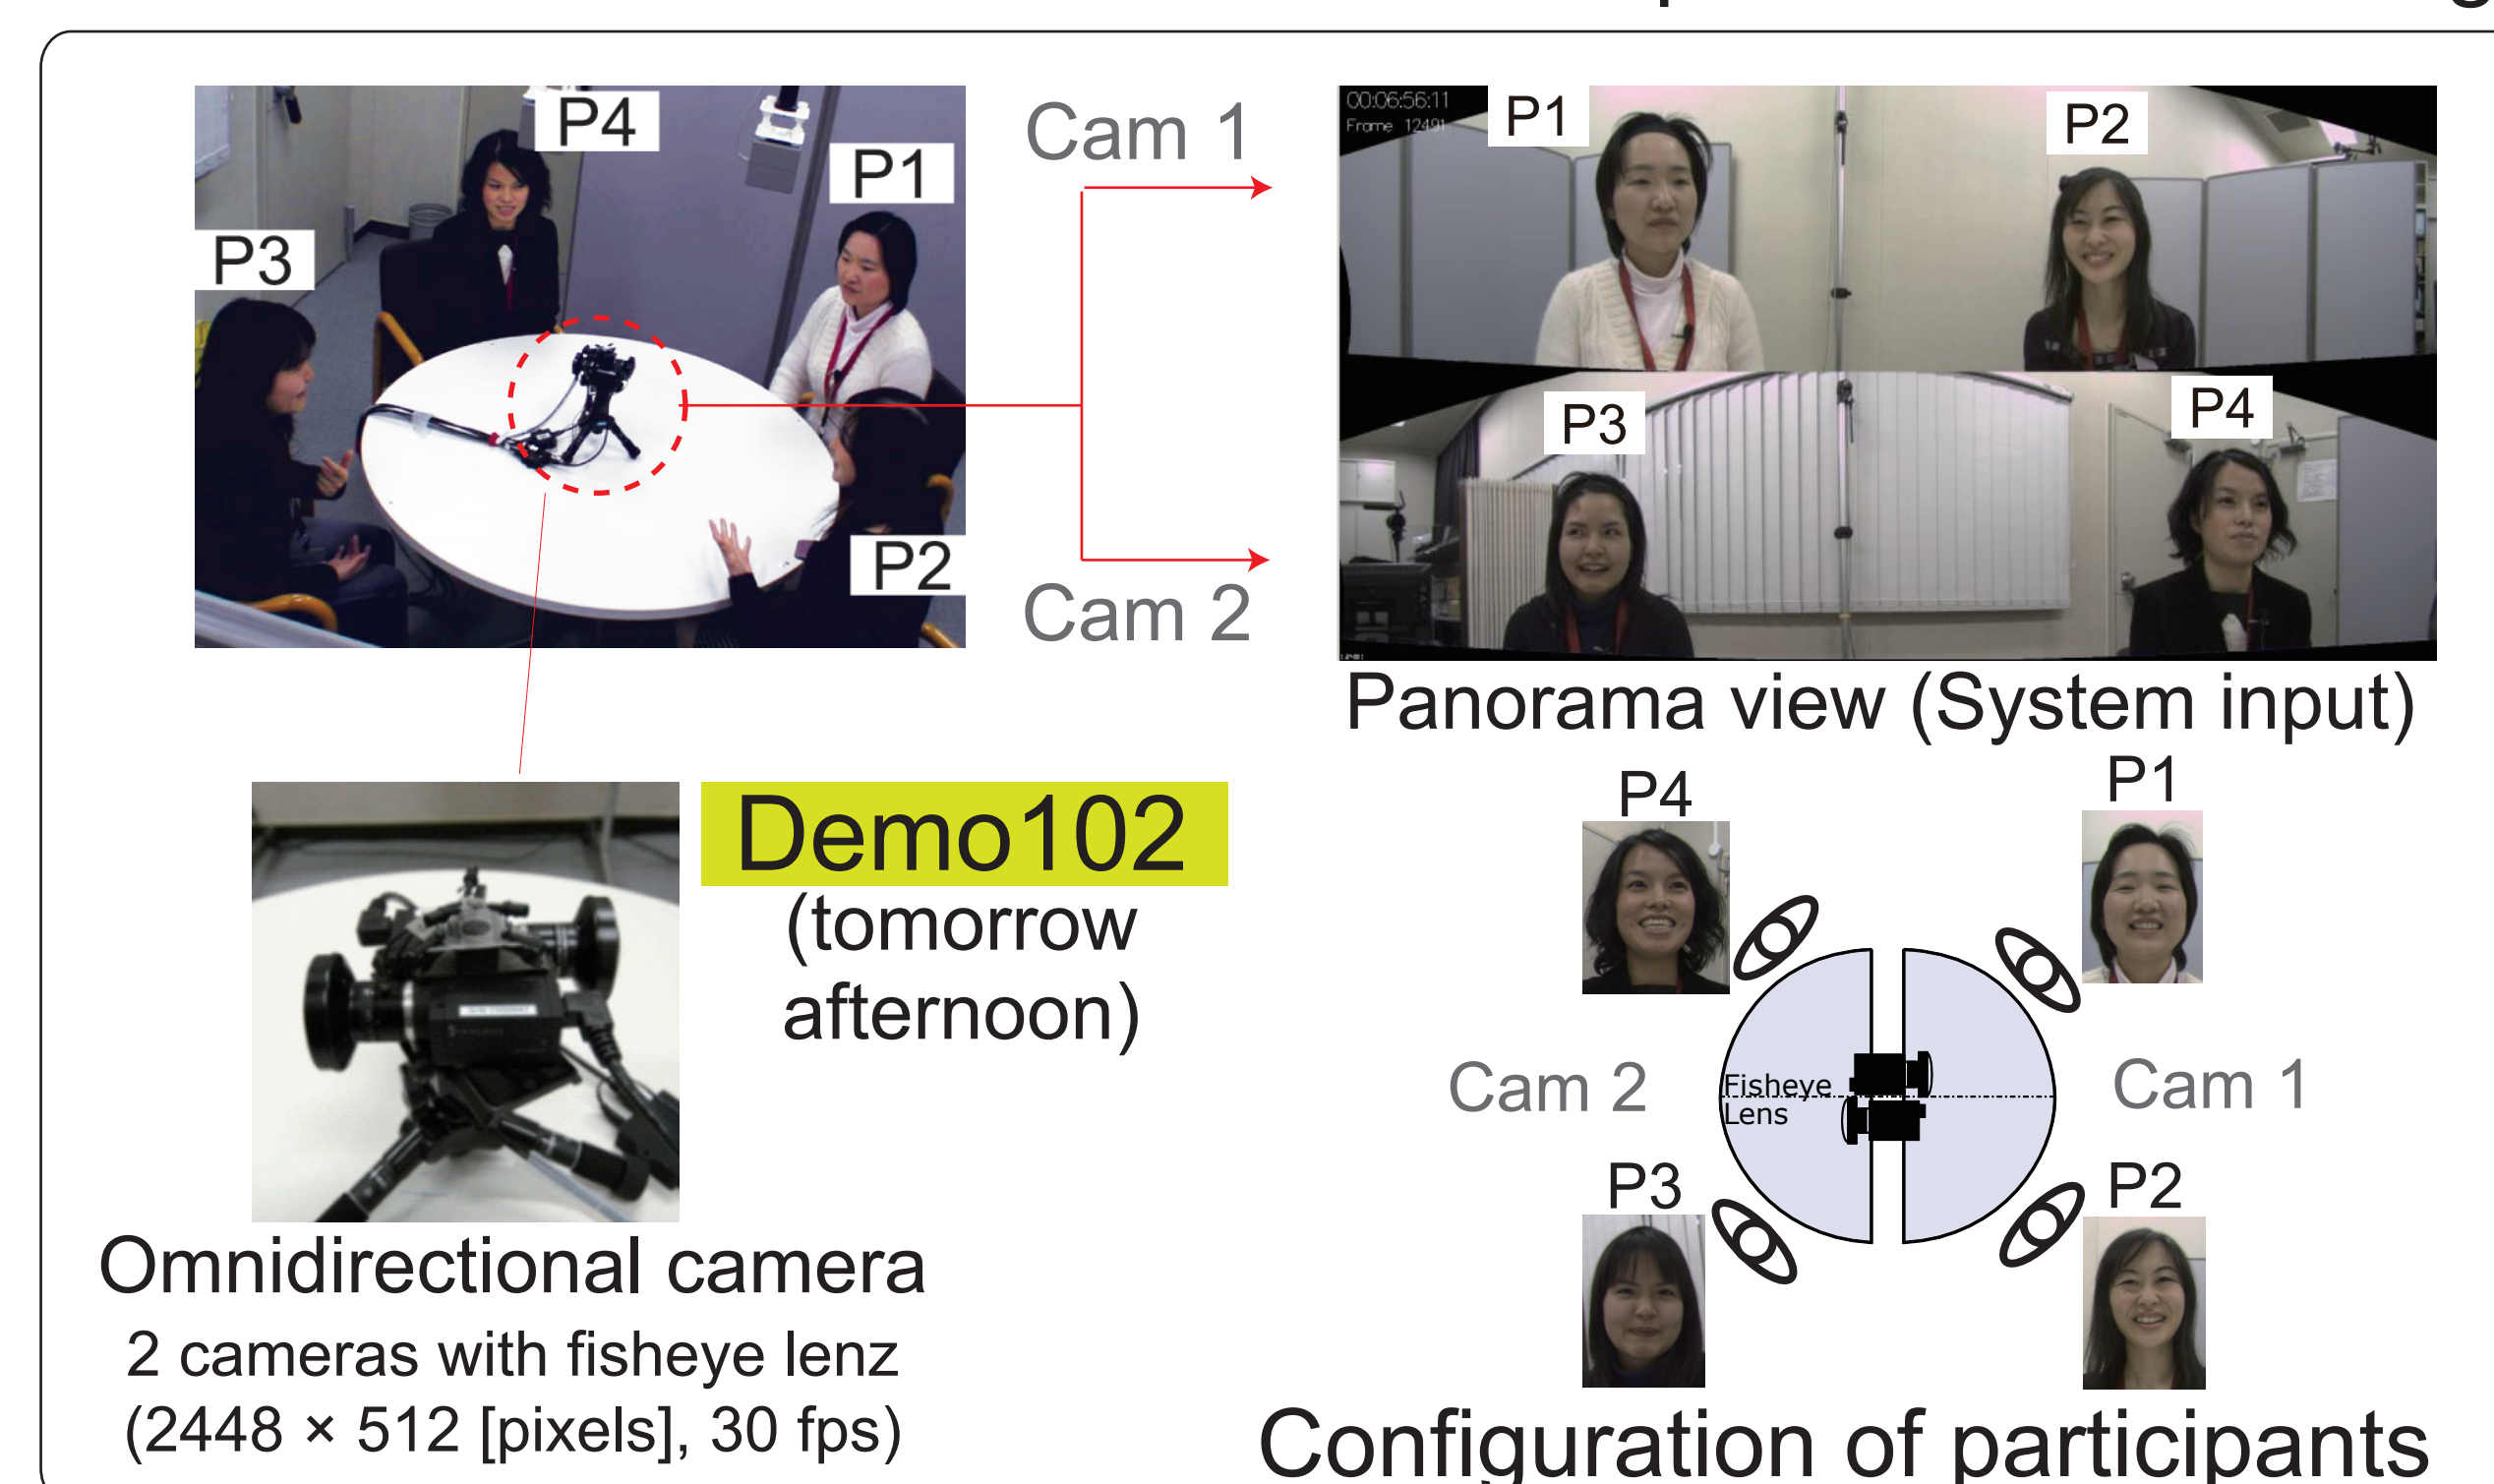 P4
P1
P3
P2
Cam 1
Cam 2
00:06:56:11
Frame 12491
P1
P2
P3
P4
Panorama view (System input)
Demo102
(tomorrow
afternoon)
Omnidirectional camera
2 cameras with fisheye lenz
(2448 × 512 [pixels], 30 fps)
P4
P1
Cam 2
Fisheye
Lens
Cam 1
P3
P2
Configuration of participants